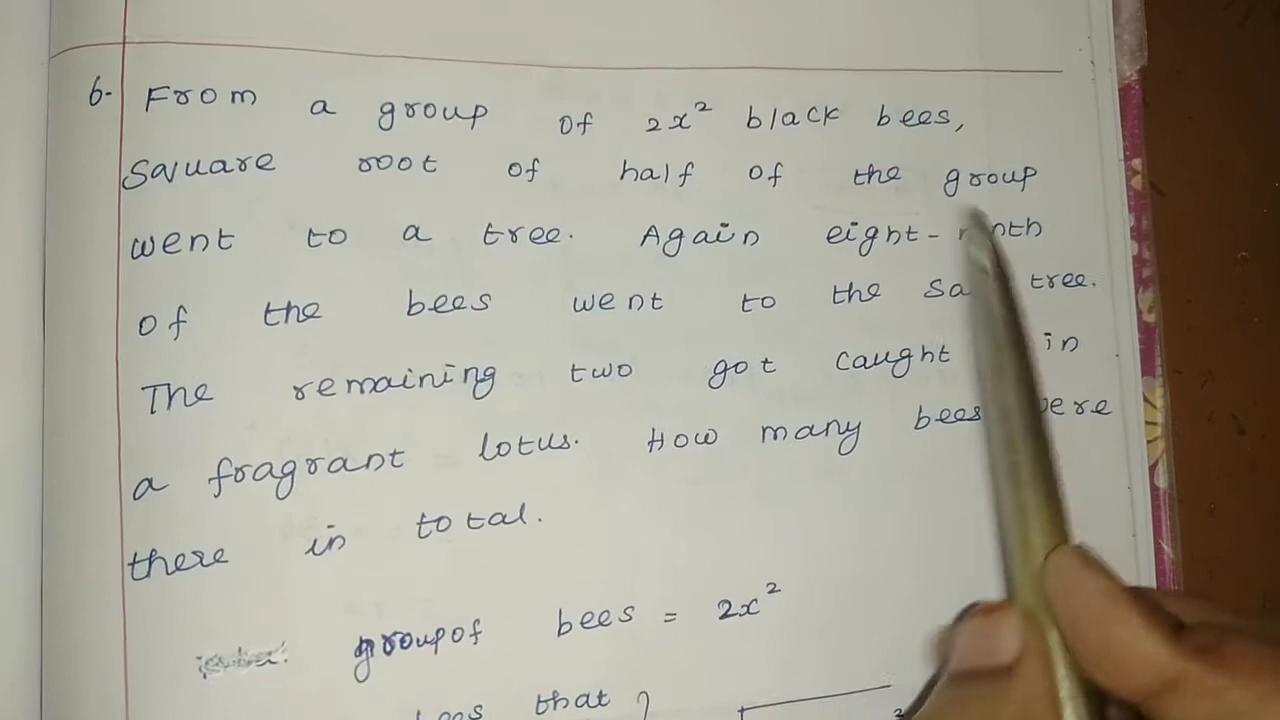 6. From a group of 2x² black bees,
Square root of half of the group
went to a tree. Again eight-
of the bees went to the tree.
The remaining two got caught in
a fragrant lotus. How many bees
there in total.
group of bees = 2x²
that